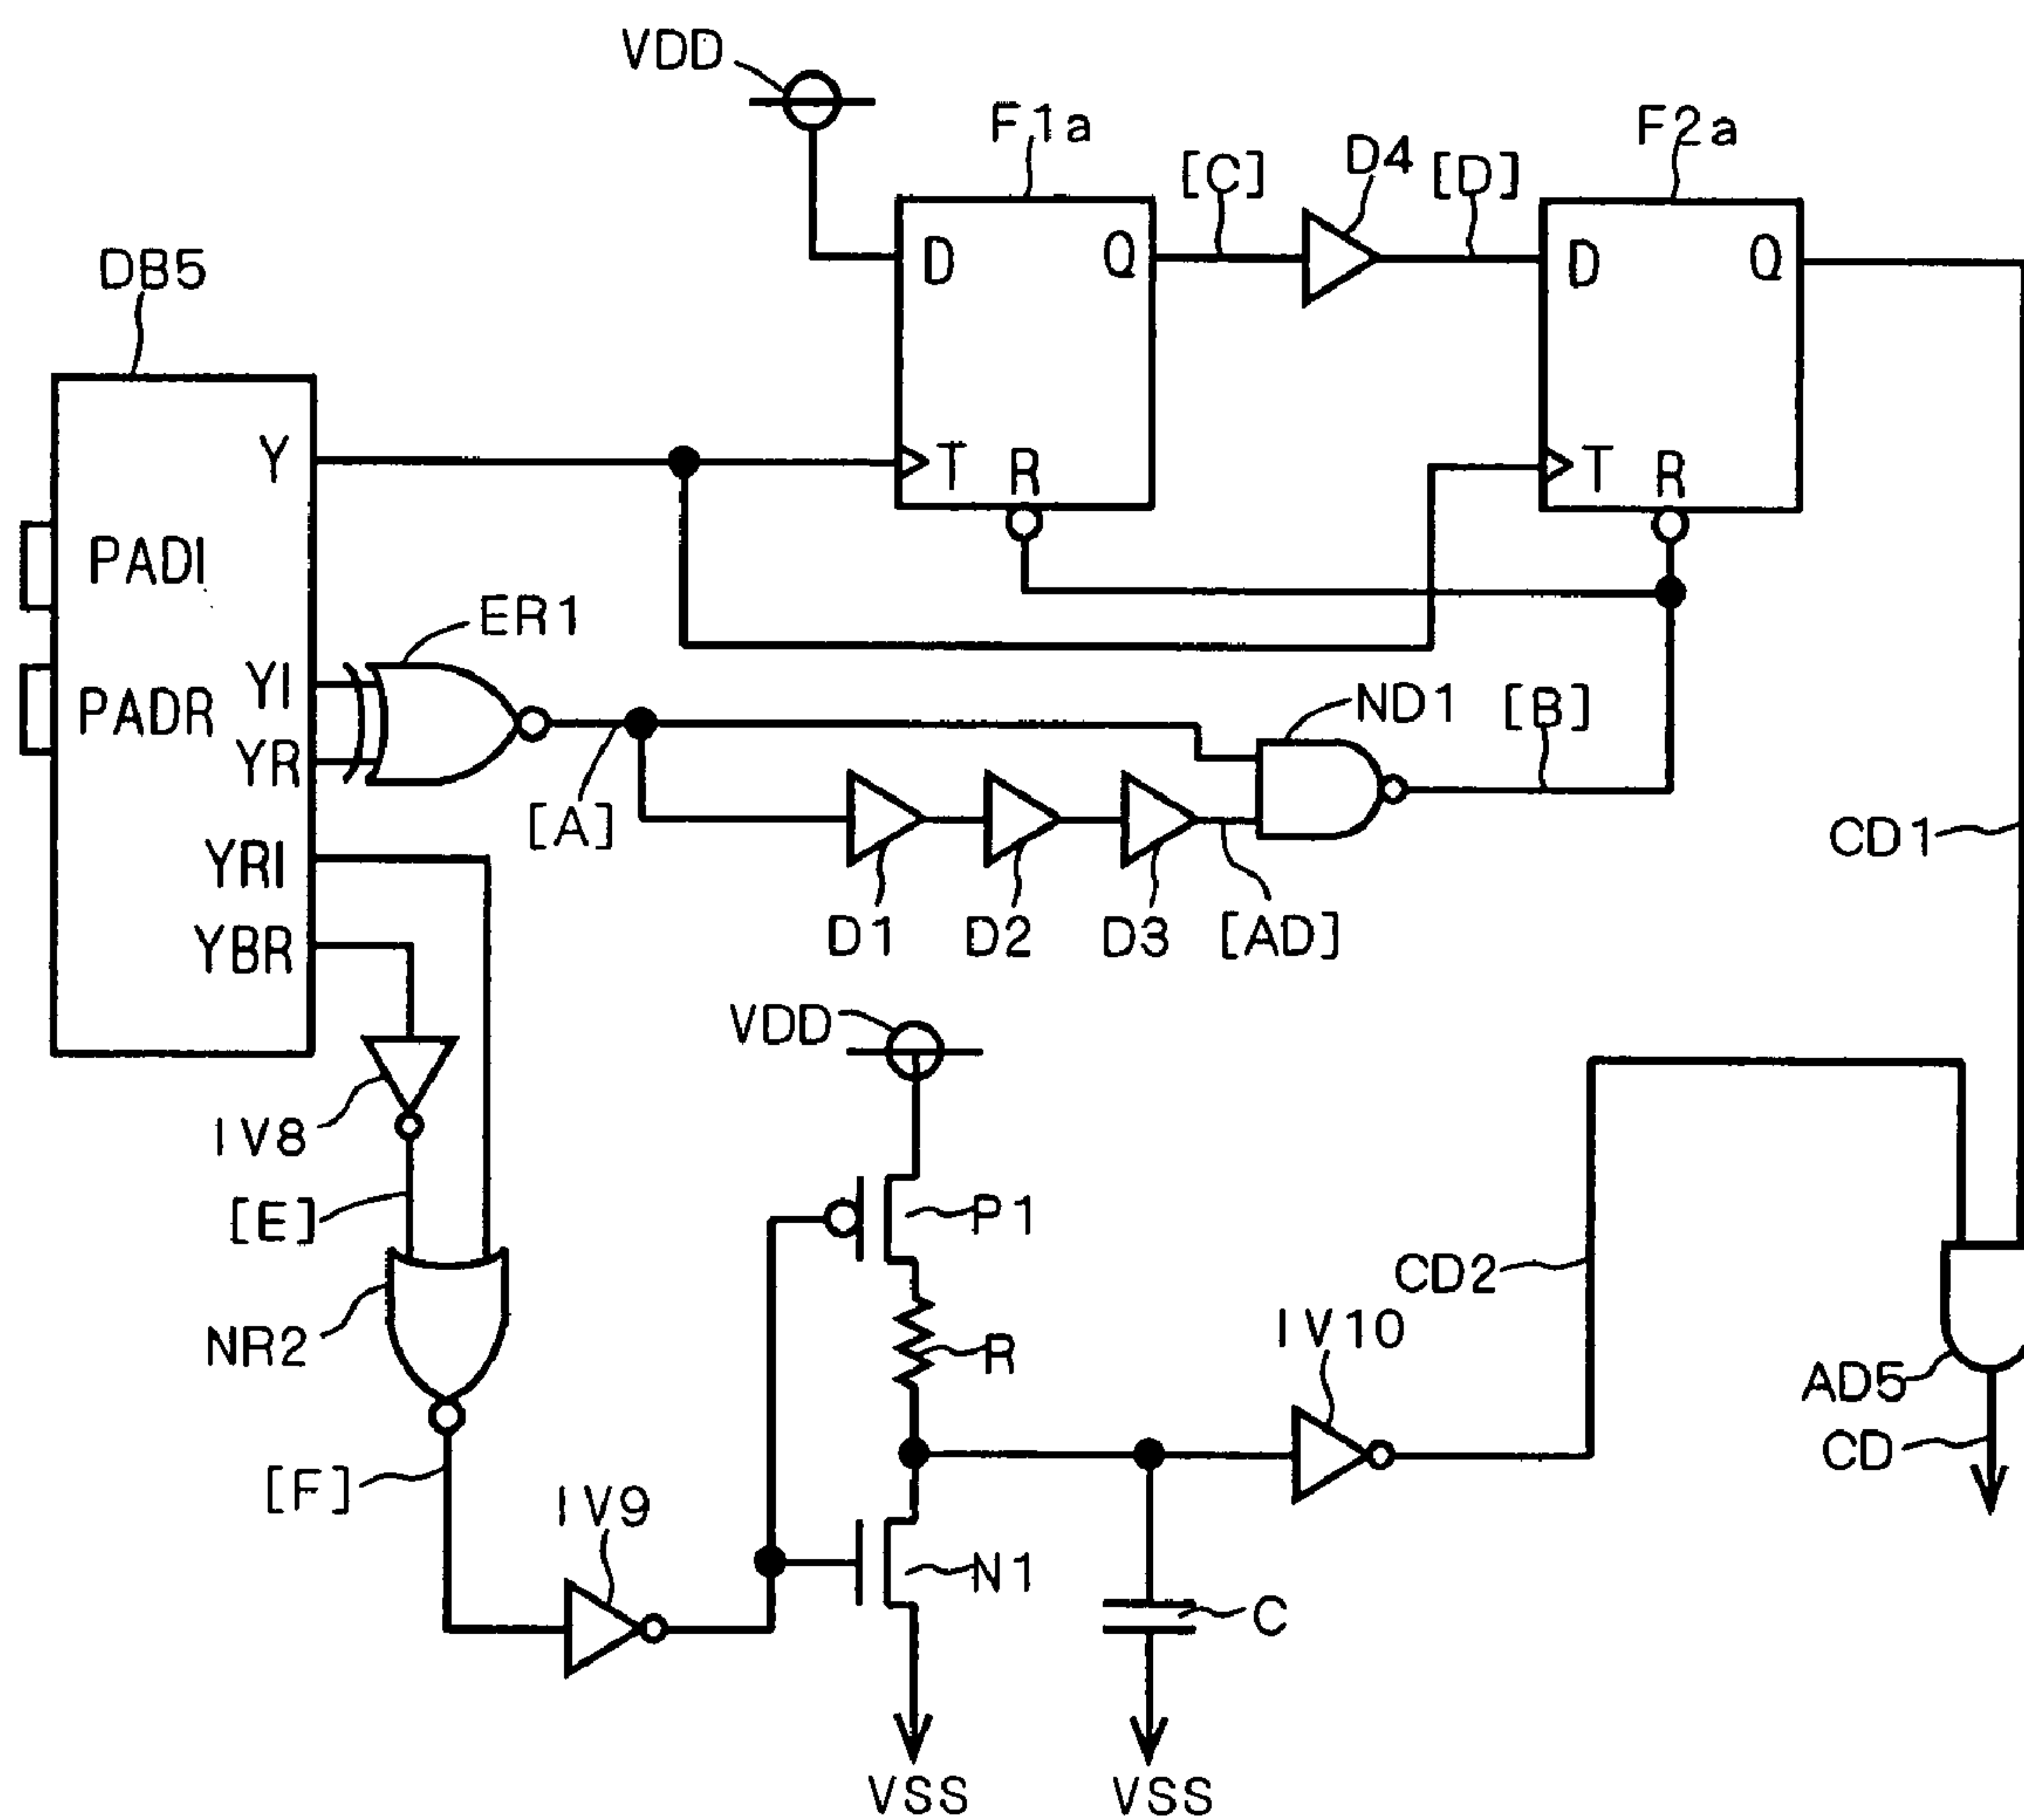 VDD
F1a
F2a
[C]
D4
[D]
D
Q
D
Q
DB5
Y
T
R
T
R
PADI
ER1
YI
PADR
YR
ND1
[B]
[A]
CD1
YRI
YBR
D1
D2
D3
[AD]
VDD
IV8
[E]
P1
CD2
NR2
R
IV10
AD5
CD
[F]
IV9
N1
C
VSS
VSS